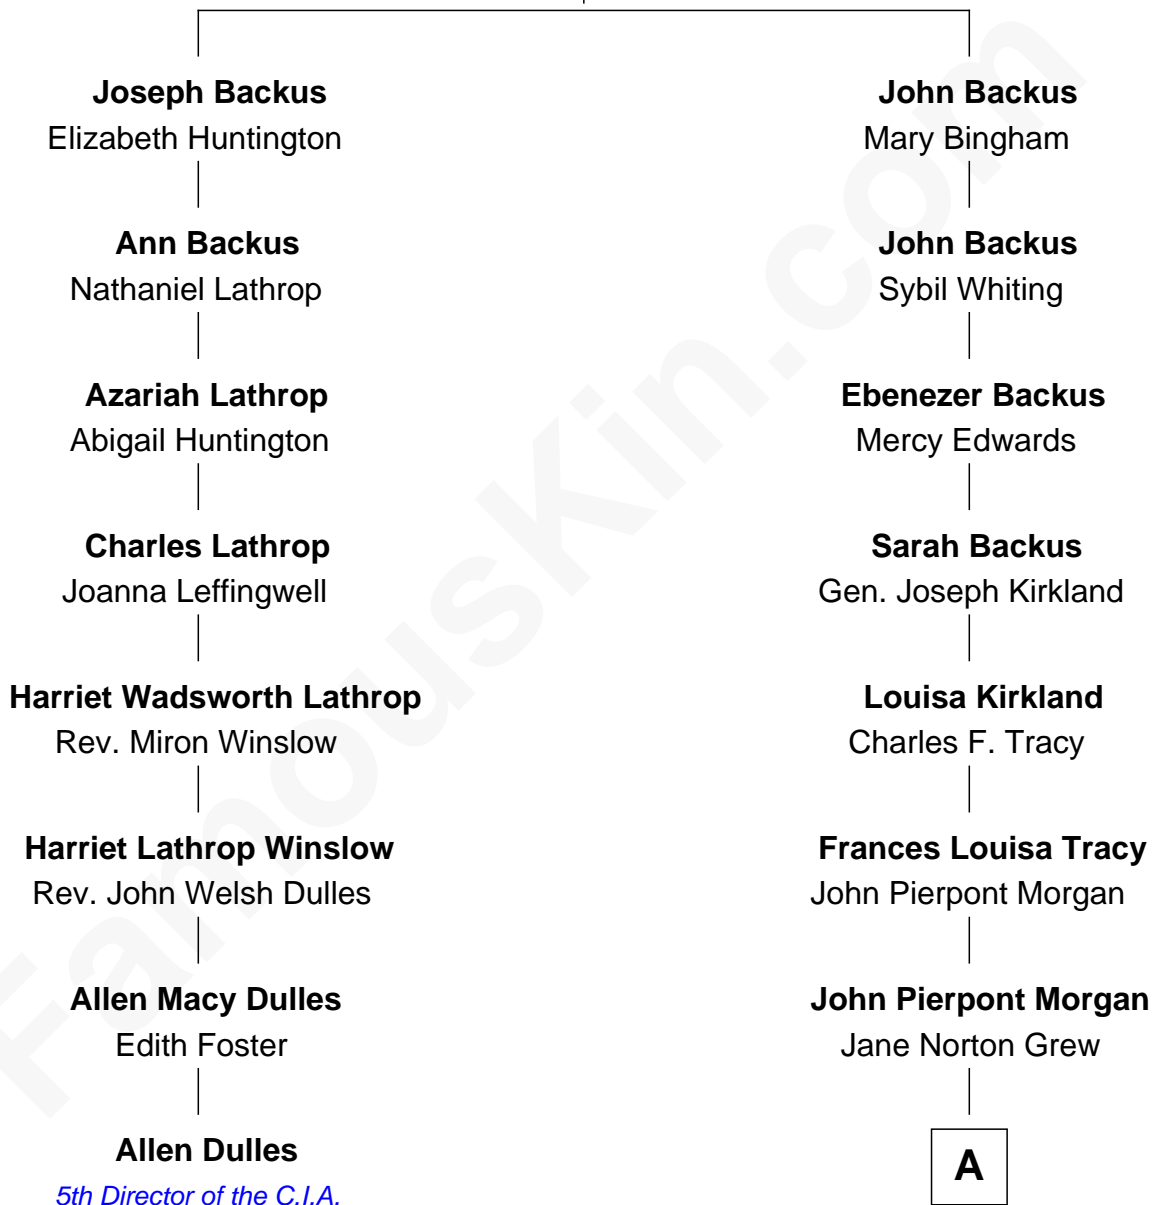 Joseph Backus
Elizabeth Huntington
Ann Backus
Nathaniel Lathrop
Azariah Lathrop
Abigail Huntington
Charles Lathrop
Joanna Leffingwell
Harriet Wadsworth Lathrop
Rev. Miron Winslow
Harriet Lathrop Winslow
Rev. John Welsh Dulles
Allen Macy Dulles
Edith Foster
Allen Dulles
5th Director of the C.I.A.
John Backus
Mary Bingham
John Backus
Sybil Whiting
Ebenezer Backus
Mercy Edwards
Sarah Backus
Gen. Joseph Kirkland
Louisa Kirkland
Charles F. Tracy
Frances Louisa Tracy
John Pierpont Morgan
John Pierpont Morgan
Jane Norton Grew
A
FamousKin.com